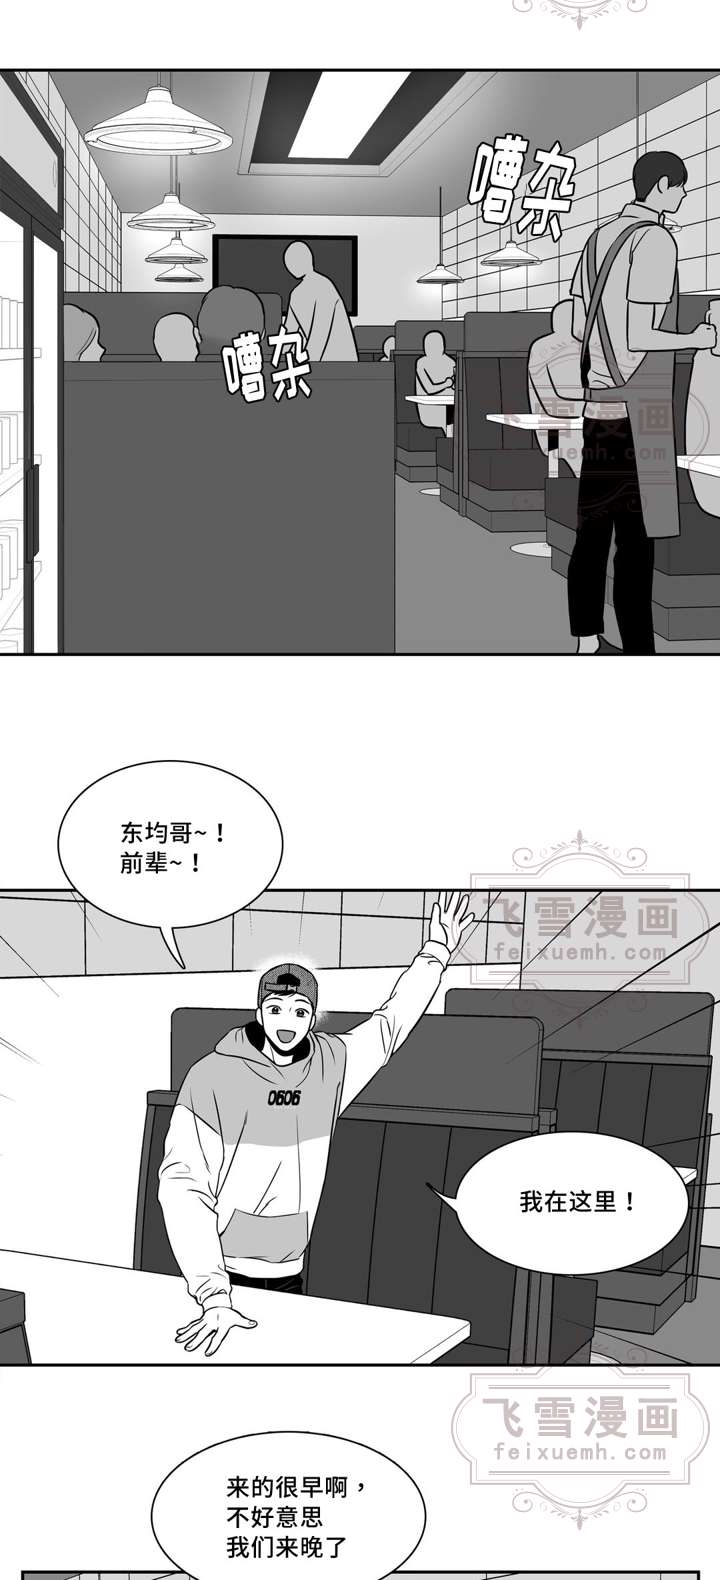 嘈杂
嘈杂
飞雪漫画
feixuemh.com
东均哥~！
前辈~！
飞雪漫画
feixuemh.com
我在这里！
飞雪漫画
feixuemh.com
来的很早啊，
不好意思
我们来晚了